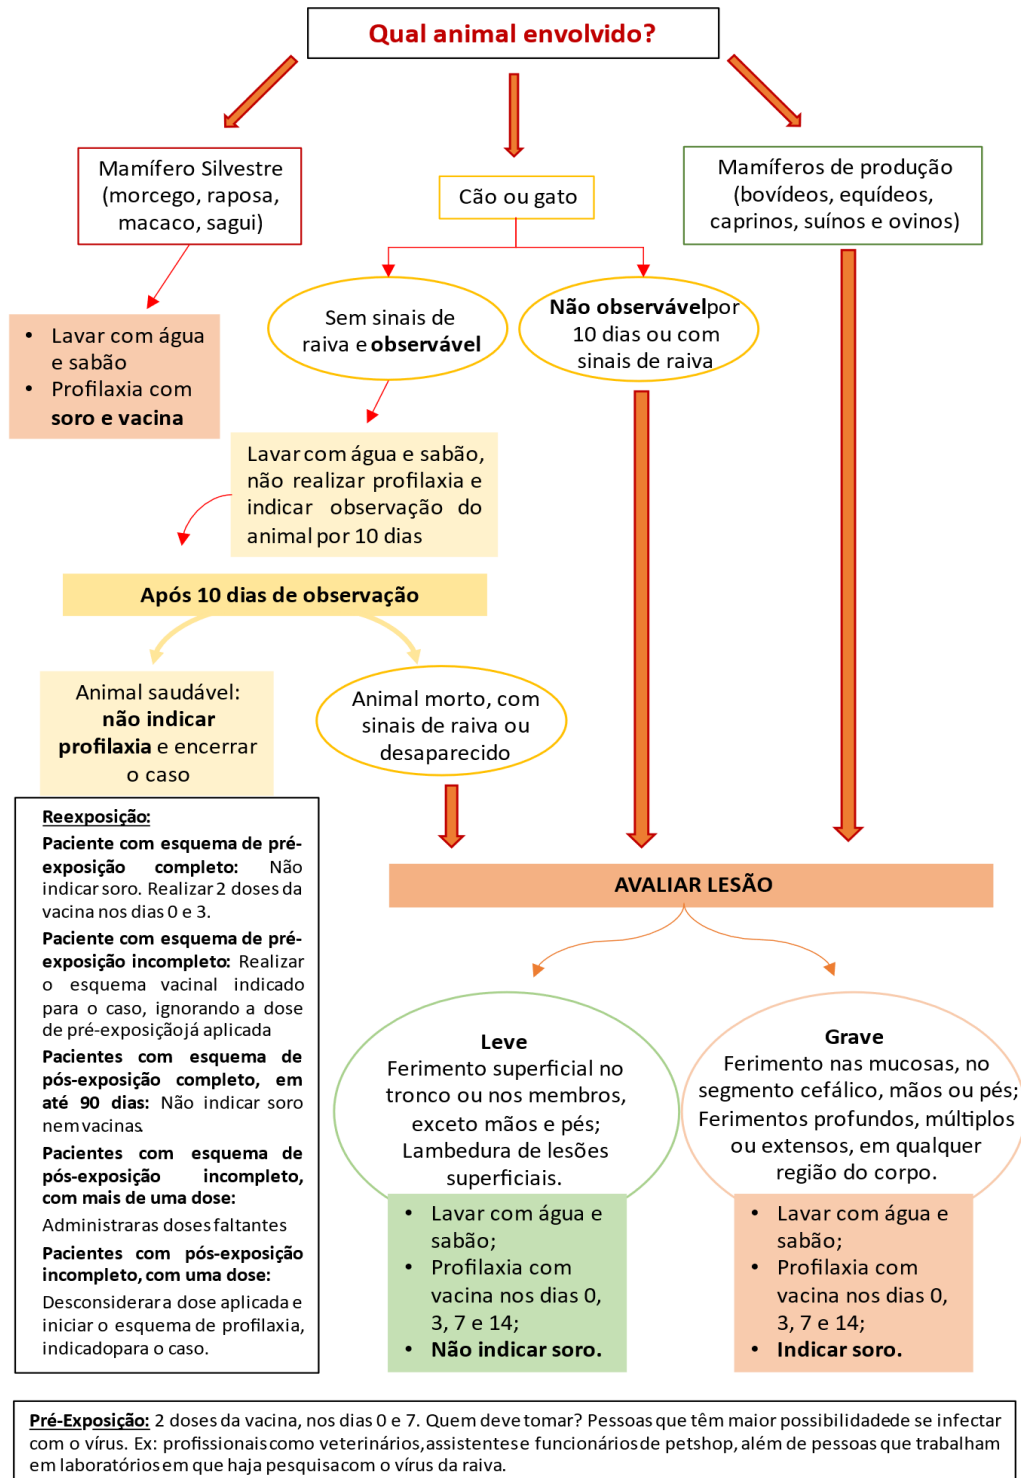 Qual animal envolvido?
Mamífero Silvestre
(morcego, raposa,
macaco, sagui)
Cão ou gato
Mamíferos de produção
(bovídeos, equídeos,
caprinos, suínos e ovinos)
• Lavar com água
e sabão
• Profilaxia com
soro e vacina
Sem sinais de
raiva e observável
Não observável por
10 dias ou com
sinais de raiva
Lavar com água e sabão,
não realizar profilaxia e
indicar observação do
animal por 10 dias
Após 10 dias de observação
Animal saudável:
não indicar
profilaxia e encerrar
o caso
Animal morto, com
sinais de raiva ou
desaparecido
Reexposição:
Paciente com esquema de pré-
exposição completo: Não
indicar soro. Realizar 2 doses da
vacina nos dias 0 e 3.
Paciente com esquema de pré-
exposição incompleto: Realizar
o esquema vacinal indicado
para o caso, ignorando a dose
de pré-exposição já aplicada
Pacientes com esquema de
pós-exposição completo, em
até 90 dias: Não indicar soro
nem vacinas.
Pacientes com esquema de
pós-exposição incompleto,
com mais de uma dose:
Administrar as doses faltantes
Pacientes com pós-exposição
incompleto, com uma dose:
Desconsiderar a dose aplicada e
iniciar o esquema de profilaxia,
indicado para o caso.
AVALIAR LESÃO
Leve
Ferimento superficial no
tronco ou nos membros,
exceto mãos e pés;
Lambedura de lesões
superficiais.
• Lavar com água e
sabão;
• Profilaxia com
vacina nos dias 0,
3, 7 e 14;
• Não indicar soro.
Grave
Ferimento nas mucosas, no
segmento cefálico, mãos ou pés;
Ferimentos profundos, múltiplos
ou extensos, em qualquer
região do corpo.
• Lavar com água e
sabão;
• Profilaxia com
vacina nos dias 0,
3, 7 e 14;
• Indicar soro.
Pré-Exposição: 2 doses da vacina, nos dias 0 e 7. Quem deve tomar? Pessoas que têm maior possibilidade de se infectar
com o vírus. Ex: profissionais como veterinários, assistentes e funcionários de petshop, além de pessoas que trabalham
em laboratórios em que haja pesquisa com o vírus da raiva.